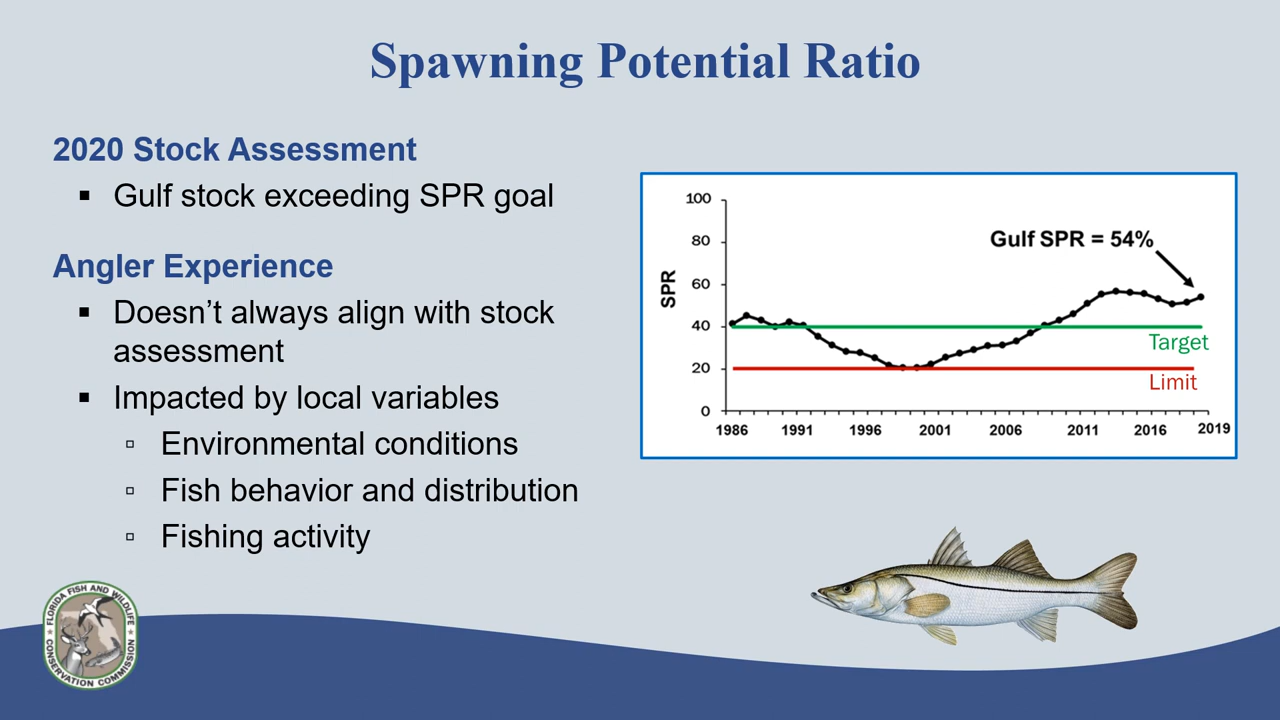 Spawning Potential Ratio
2020 Stock Assessment
▪ Gulf stock exceeding SPR goal
Angler Experience
▪ Doesn’t always align with stock
assessment
▪ Impacted by local variables
▫ Environmental conditions
▫ Fish behavior and distribution
▫ Fishing activity
100
80
60
40
20
0
SPR
Gulf SPR = 54%
Target
Limit
1986 1991 1996 2001 2006 2011 2016 2019
FLORIDA FISH AND WILDLIFE
CONSERVATION COMMISSION